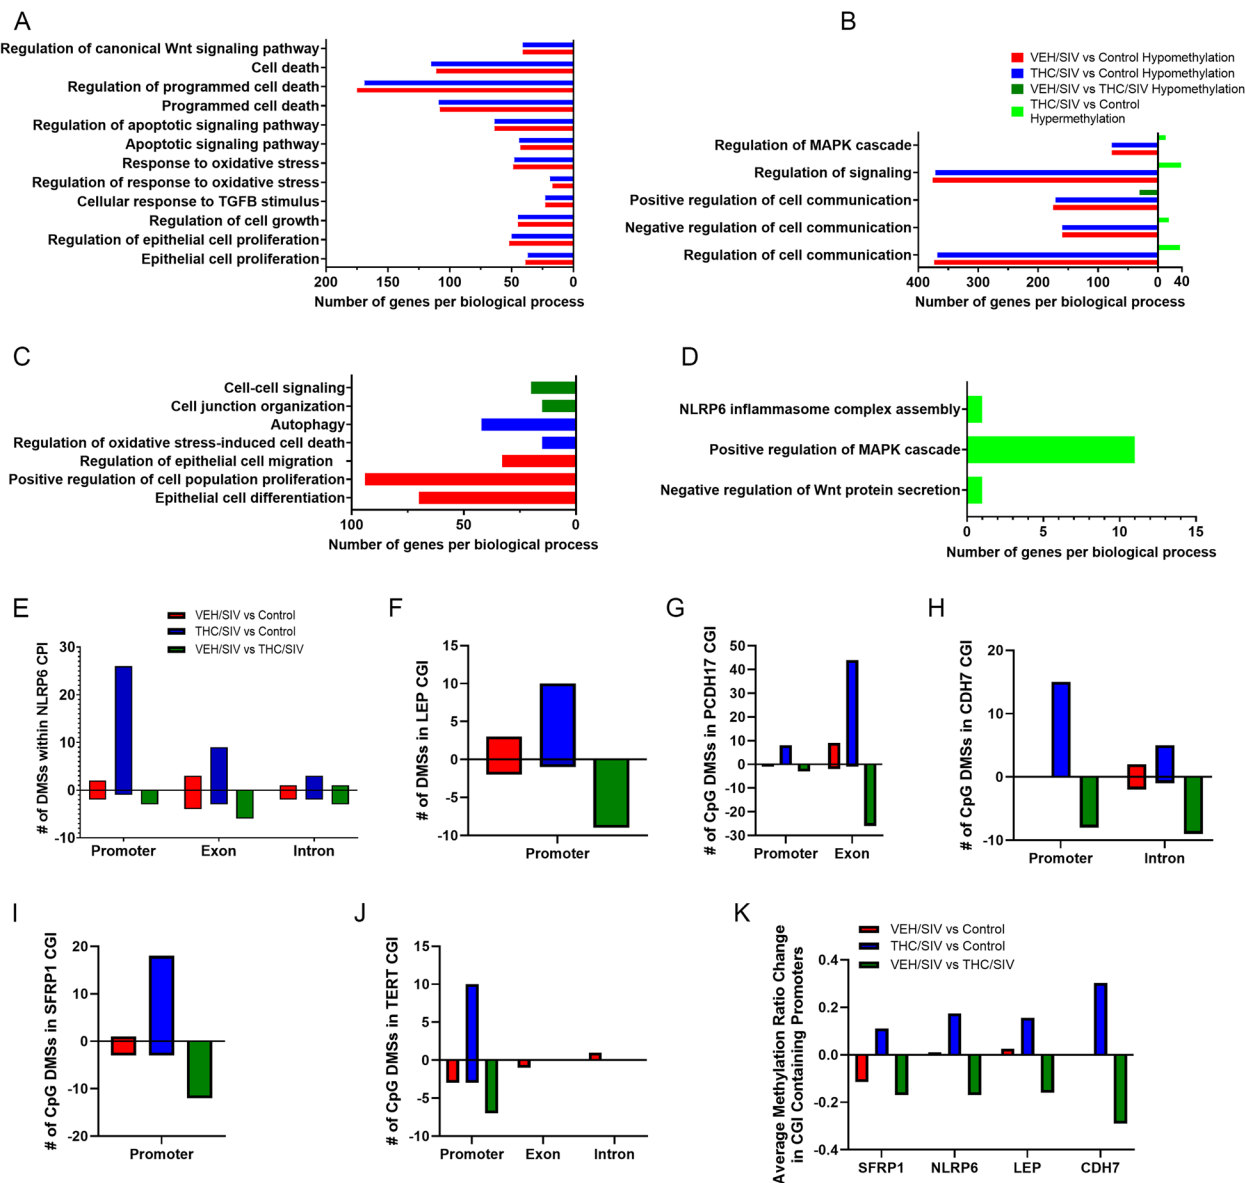 A
Regulation of canonical Wnt signaling pathway
Cell death
Regulation of programmed cell death
Programmed cell death
Regulation of apoptotic signaling pathway
Apoptotic signaling pathway
Response to oxidative stress
Regulation of response to oxidative stress
Cellular response to TGFB stimulus
Regulation of cell growth
Regulation of epithelial cell proliferation
Epithelial cell proliferation
200 150 100 50 0
Number of genes per biological process
B
VEH/SIV vs Control Hypomethylation
THC/SIV vs Control Hypomethylation
VEH/SIV vs THC/SIV Hypomethylation
THC/SIV vs Control
Hypermethylation
Regulation of MAPK cascade
Regulation of signaling
Positive regulation of cell communication
Negative regulation of cell communication
Regulation of cell communication
400 300 200 100 0 40
Number of genes per biological process
C
Cell-cell signaling
Cell junction organization
Autophagy
Regulation of oxidative stress-induced cell death
Regulation of epithelial cell migration
Positive regulation of cell population proliferation
Epithelial cell differentiation
100 50 0
Number of genes per biological process
D
NLRP6 inflammasome complex assembly
Positive regulation of MAPK cascade
Negative regulation of Wnt protein secretion
0 5 10 15
Number of genes per biological process
E
VEH/SIV vs Control
THC/SIV vs Control
VEH/SIV vs THC/SIV
# of DMSs within NLRP6 CPI
30
20
10
0
-10
Promoter Exon Intron
F
# of DMSs in LEP CGI
15
10
5
0
-5
-10
Promoter
G
# of CpG DMSs in PCDH17 CGI
50
40
30
20
10
0
-10
-20
-30
Promoter Exon
H
# of CpG DMSs in CDH7 CGI
20
10
0
-10
Promoter Intron
I
# of CpG DMSs in SFRP1 CGI
20
10
0
-10
-20
Promoter
J
# of CpG DMSs in TERT CGI
15
10
5
0
-5
-10
Promoter Exon Intron
K
VEH/SIV vs Control
THC/SIV vs Control
VEH/SIV vs THC/SIV
Average Methylation Ratio Change
in CGI Containing Promoters
0.4
0.2
0.0
-0.2
-0.4
SFRP1 NLRP6 LEP CDH7